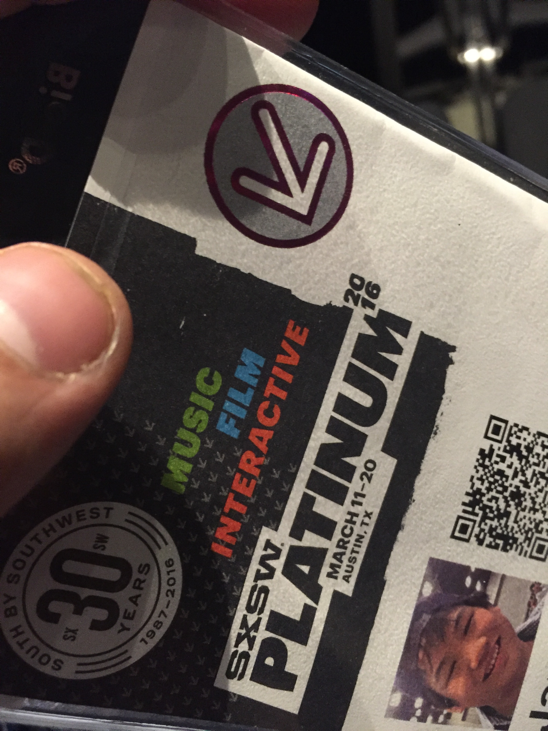 MUSIC
FILM
INTERACTIVE
SXSW.
PLATINUM
20
16
MARCH 11–20
AUSTIN, TX
SOUTH BY SOUTHWEST
SX
30
SW
YEARS
1987–2016